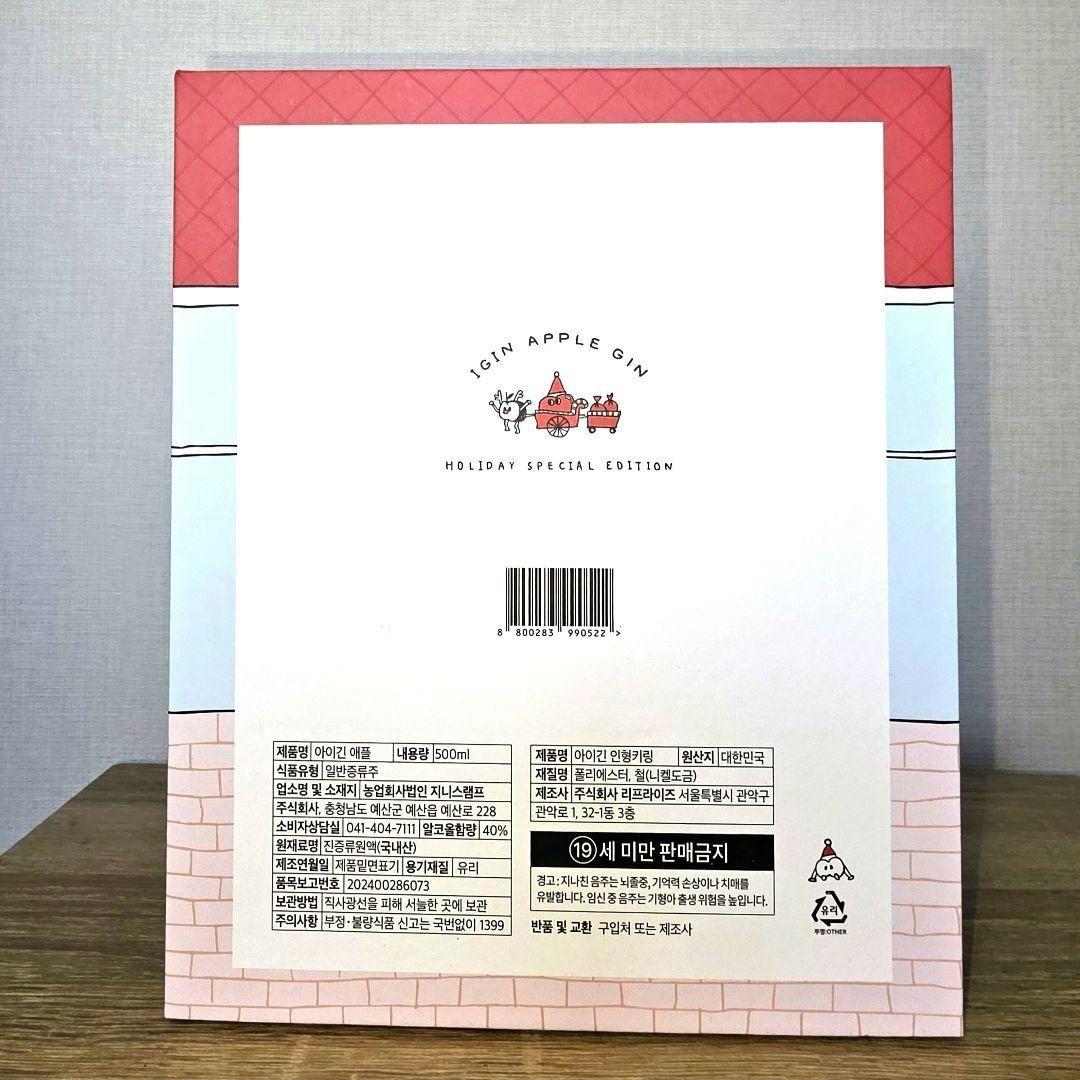 IGIN APPLE GIN
HOLIDAY SPECIAL EDITION
8 800283 990522 >
제품명 아이긴 애플 내용량 500ml
식품유형 일반증류주
업소명 및 소재지 농업회사법인 지니스램프
주식회사, 충청남도 예산군 예산읍 예산로 228
소비자상담실 041-404-7111 알코올함량 40%
원재료명 진증류원액(국내산)
제조연월일 제품밑면표기 용기재질 유리
품목보고번호 202400286073
보관방법 직사광선을 피해 서늘한 곳에 보관
주의사항 부정·불량식품 신고는 국번없이 1399
제품명 아이긴 인형키링 원산지 대한민국
재질명 폴리에스터, 철(니켈도금)
제조사 주식회사 리프라이즈 서울특별시 관악구
관악로 1, 32-1동 3층
19세 미만 판매금지
경고 : 지나친 음주는 뇌졸중, 기억력 손상이나 치매를
유발합니다. 임신 중 음주는 기형아 출생 위험을 높입니다.
반품 및 교환 구입처 또는 제조사
유리
뚜껑:OTHER